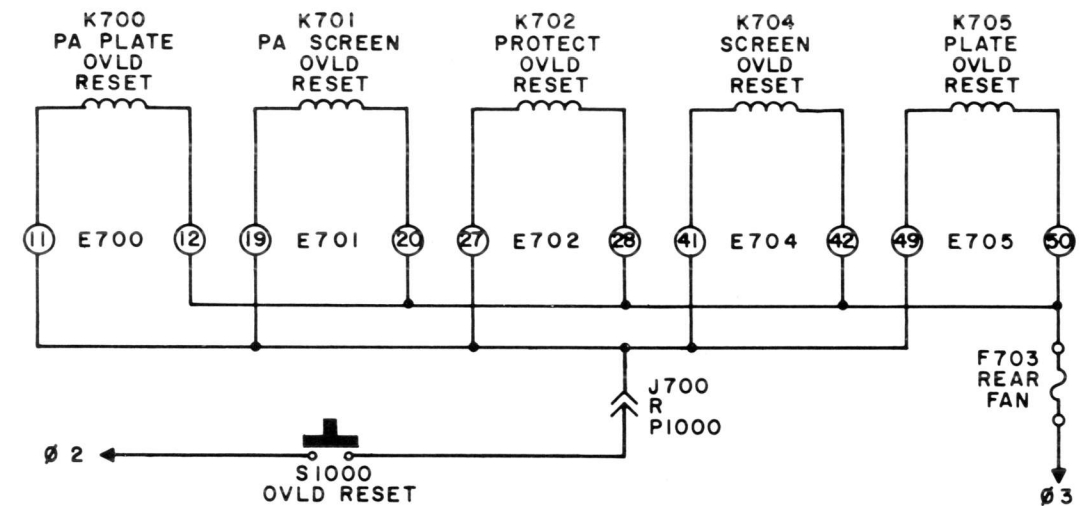 K700
PA PLATE
OVLD
RESET
K701
PA SCREEN
OVLD
RESET
K702
PROTECT
OVLD
RESET
K704
SCREEN
OVLD
RESET
K705
PLATE
OVLD
RESET
11 E700 12 19 E701 20 27 E702 28 41 E704 42 49 E705 50
F703
REAR
FAN
J700
R
P1000
Ø 2
S1000
OVLD RESET
Ø3